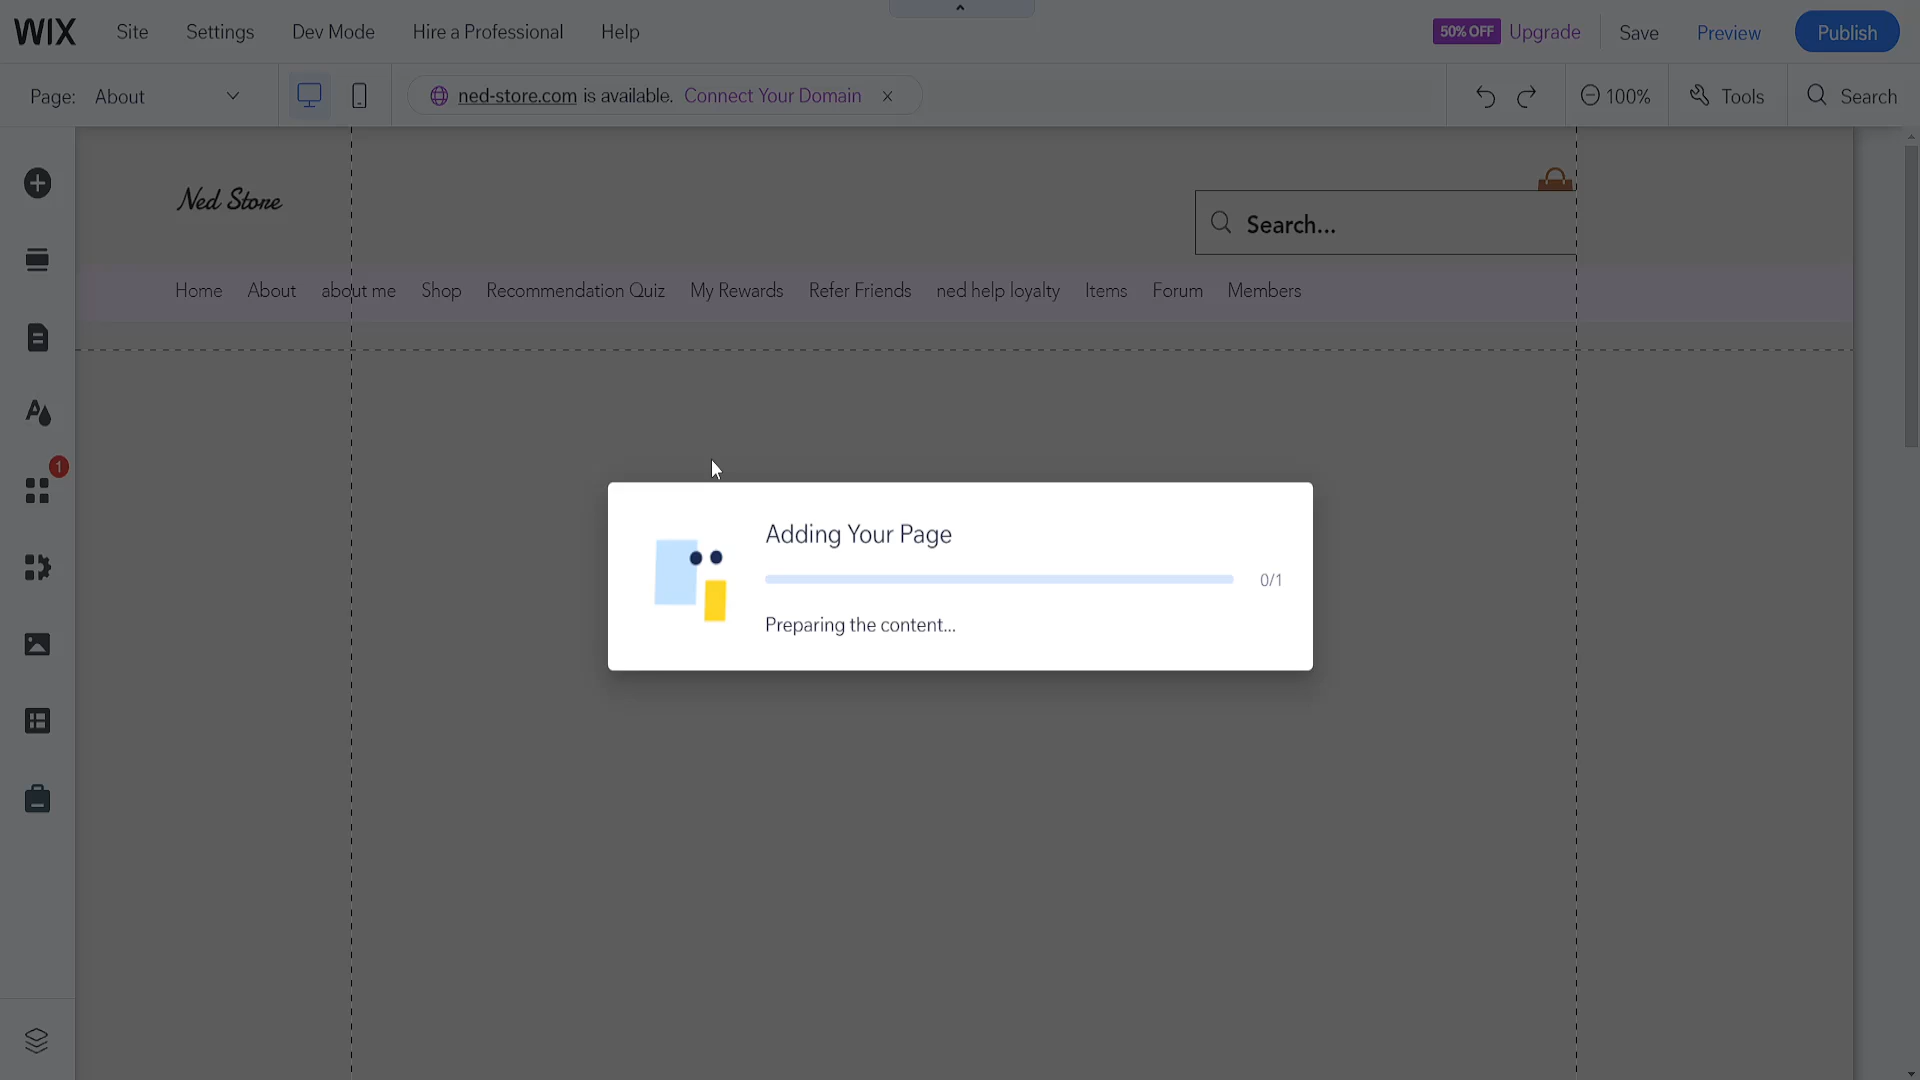 WIX Site Settings Dev Mode Hire a Professional Help 50% OFF Upgrade Save Preview Publish
Page: About ned-store.com is available. Connect Your Domain 100% Tools Search
Ned Store
Search...
Home About about me Shop Recommendation Quiz My Rewards Refer Friends ned help loyalty Items Forum Members
1
Adding Your Page
0/1
Preparing the content...